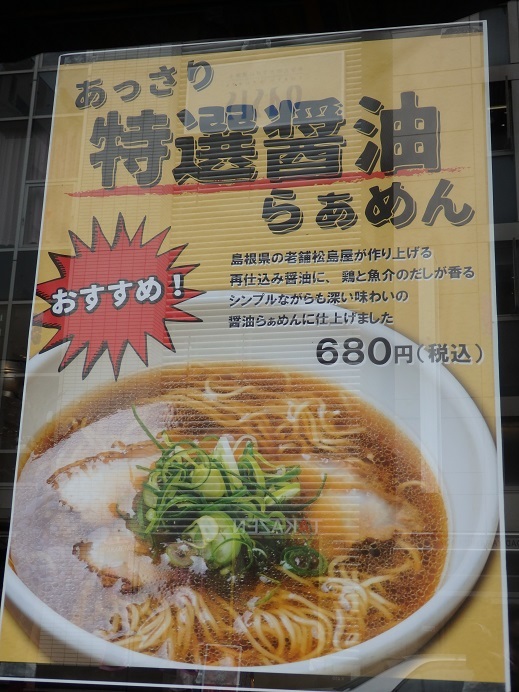 あっさり
特選醤油
らぁめん
おすすめ!
島根県の老舗松島屋が作り上げる
再仕込み醤油に、鶏と魚介のだしが香る
シンプルながらも深い味わいの
醤油らぁめんに仕上げました
680円(税込)